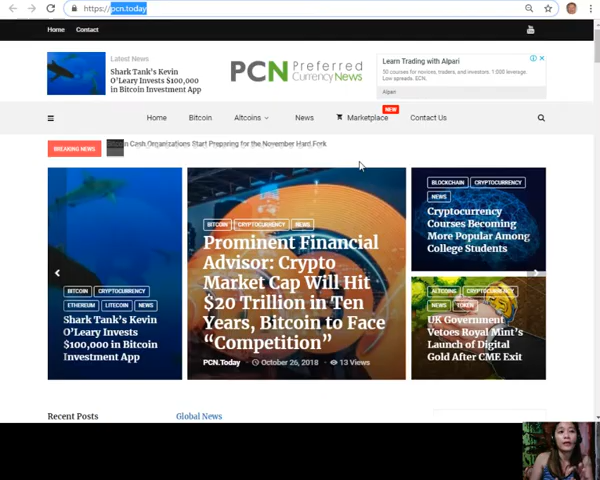 https://pcn.today
Home Contact
Latest News
Shark Tank's Kevin
O'Leary Invests $100,000
in Bitcoin Investment App
PCN Preferred
Currency News
Learn Trading with Alpari
50 courses for novices, traders, and investors. 1:000 leverage.
Low spreads. ECN.
Alpari
Home Bitcoin Altcoins News Marketplace NEW Contact Us
BREAKING NEWS
Cash Organizations Start Preparing for the November Hard Fork
BITCOIN CRYPTOCURRENCY
ETHEREUM LITECOIN NEWS
Shark Tank's Kevin
O'Leary Invests
$100,000 in Bitcoin
Investment App
BITCOIN CRYPTOCURRENCY NEWS
Prominent Financial
Advisor: Crypto
Market Cap Will Hit
$20 Trillion in Ten
Years, Bitcoin to Face
“Competition”
PCN.Today October 26, 2018 13 Views
BLOCKCHAIN CRYPTOCURRENCY
NEWS
Cryptocurrency
Courses Becoming
More Popular Among
College Students
ALTCOINS CRYPTOCURRENCY
NEWS TOKEN
UK Government
Vetoes Royal Mint's
Launch of Digital
Gold After CME Exit
Recent Posts
Global News